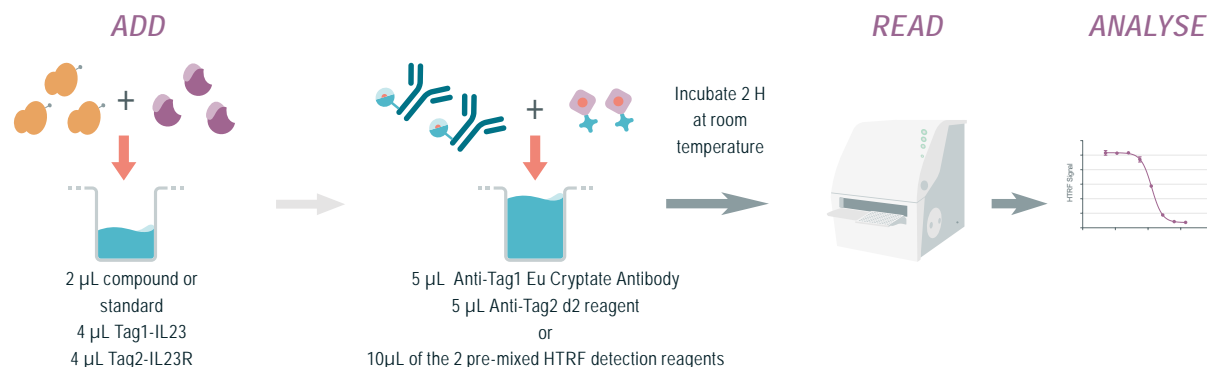 ADD
READ
ANALYSE
+
+
Incubate 2 H
at room
temperature
HTRF Signal
2 µL compound or
standard
4 µL Tag1-IL23
4 µL Tag2-IL23R
5 µL Anti-Tag1 Eu Cryptate Antibody
5 µL Anti-Tag2 d2 reagent
or
10µL of the 2 pre-mixed HTRF detection reagents